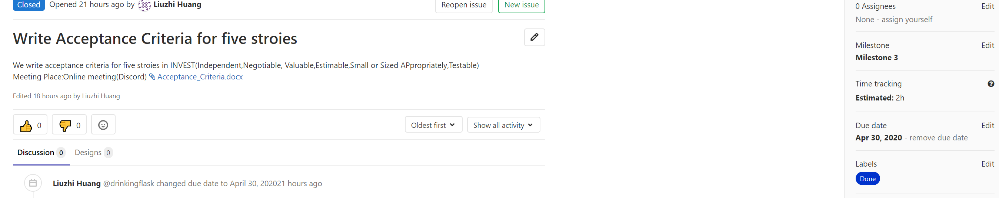 Closed Opened 21 hours ago by Liuzhi Huang Reopen issue New issue
Write Acceptance Criteria for five stroies
We write acceptance criteria for five stroies in INVEST(Independent,Negotiable, Valuable,Estimable,Small or Sized APpropriately,Testable)
Meeting Place:Online meeting(Discord) Acceptance_Criteria.docx
Edited 18 hours ago by Liuzhi Huang
0 0 Oldest first Show all activity
Discussion 0 Designs 0
Liuzhi Huang @drinkingflask changed due date to April 30, 202021 hours ago
0 Assignees Edit
None - assign yourself
Milestone Edit
Milestone 3
Time tracking ?
Estimated: 2h
Due date Edit
Apr 30, 2020 - remove due date
Labels Edit
Done